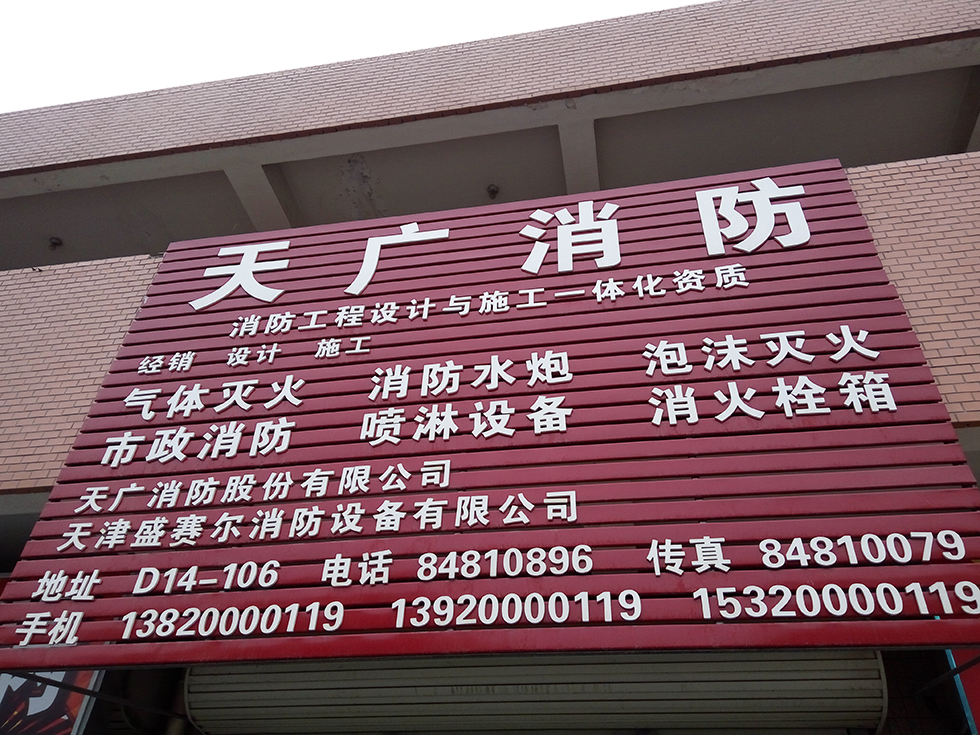 天广消防
消防工程设计与施工一体化资质
经销 设计 施工
气体灭火 消防水炮 泡沫灭火
市政消防 喷淋设备 消火栓箱
天广消防股份有限公司
天津盛赛尔消防设备有限公司
地址 D14-106 电话 84810896 传真 84810079
手机 13820000119 13920000119 15320000119